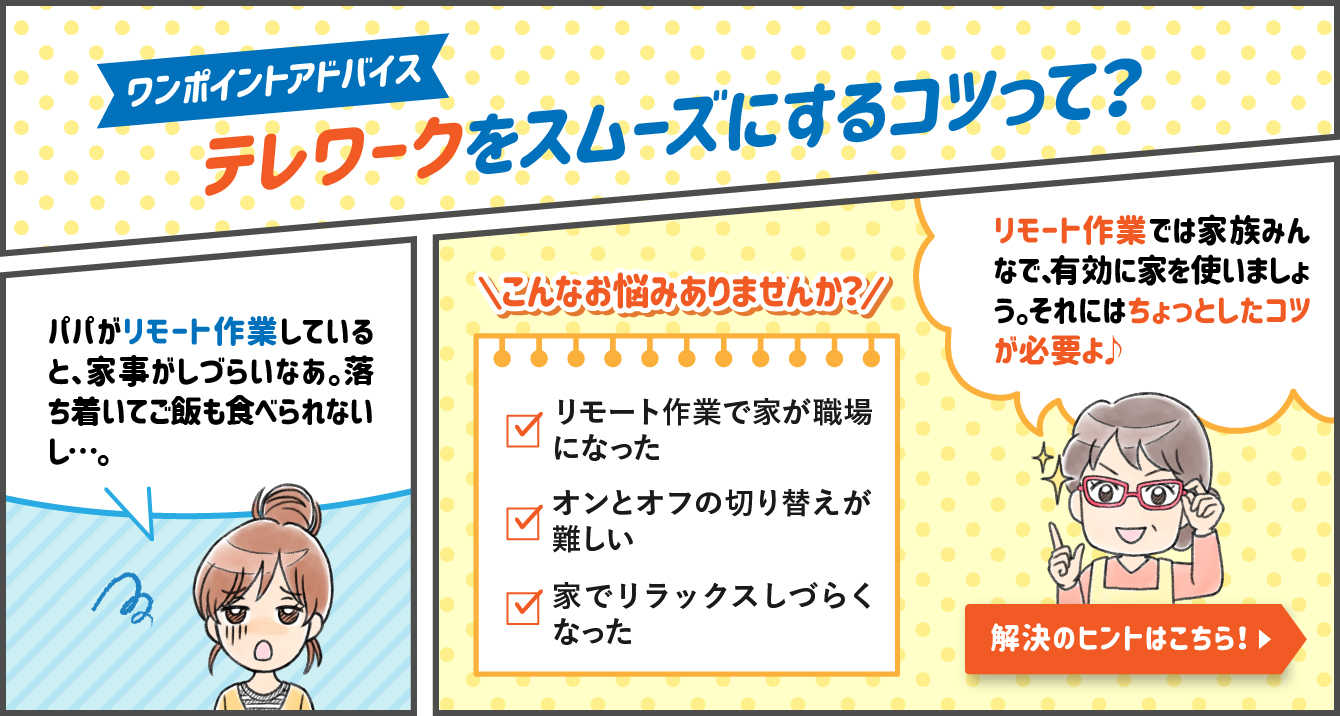 ワンポイントアドバイス
テレワークをスムーズにするコツって？
パパがリモート作業している
と、家事がしづらいなあ。落
ち着いてご飯も食べられない
し…。
\\こんなお悩みありませんか？//
リモート作業で家が職場
になった
オンとオフの切り替えが
難しい
家でリラックスしづらく
なった
リモート作業では家族みん
なで、有効に家を使いましょ
う。それにはちょっとしたコツ
が必要よ♪
解決のヒントはこちら！